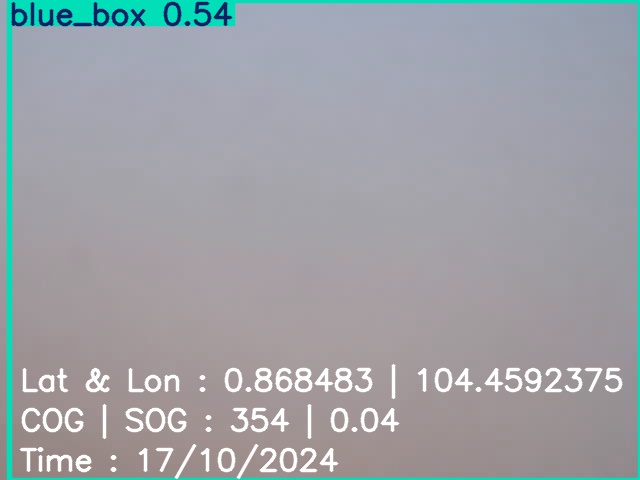 blue_box 0.54
Lat & Lon : 0.868483 | 104.4592375
COG | SOG : 354 | 0.04
Time : 17/10/2024